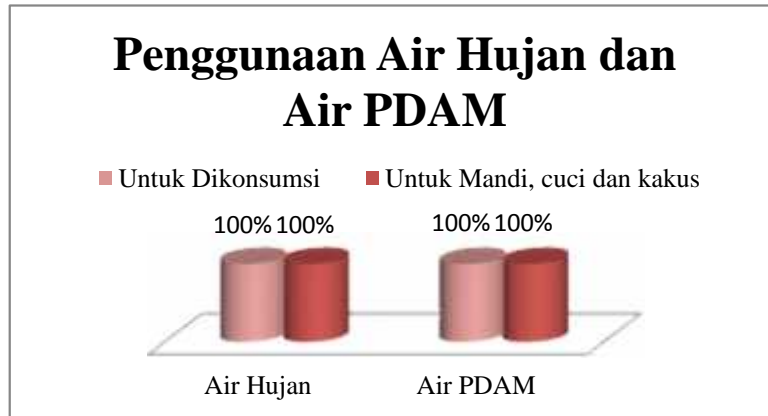 Penggunaan Air Hujan dan
Air PDAM
Untuk Dikonsumsi Untuk Mandi, cuci dan kakus
100% 100% 100% 100%
Air Hujan Air PDAM